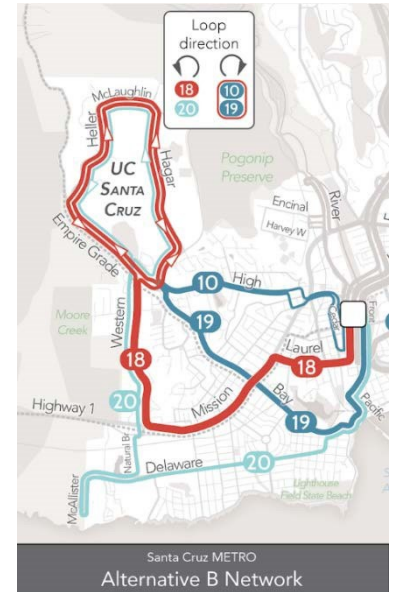 Loop
direction
18
10
20
19
McLaughlin
Heller
Hagar
UC
SANTA
CRUZ
Pogonip
Preserve
Encinal
Harvey W
River
Empire Grade
10
High
Front
Moore
Creek
Western
19
Laurel
18
18
Mission
Bay
Pacific
20
Highway 1
19
Natural Br
Delaware
20
McAllister
Lighthouse
Field State Beach
Santa Cruz METRO
Alternative B Network